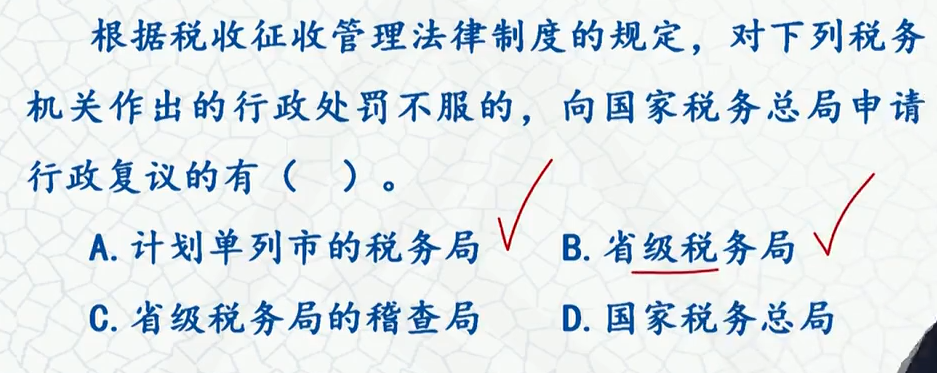 根据税收征收管理法律制度的规定，对下列税务
机关作出的行政处罚不服的，向国家税务总局申请
行政复议的有（　）。
A. 计划单列市的税务局　B. 省级税务局
C. 省级税务局的稽查局　D. 国家税务总局